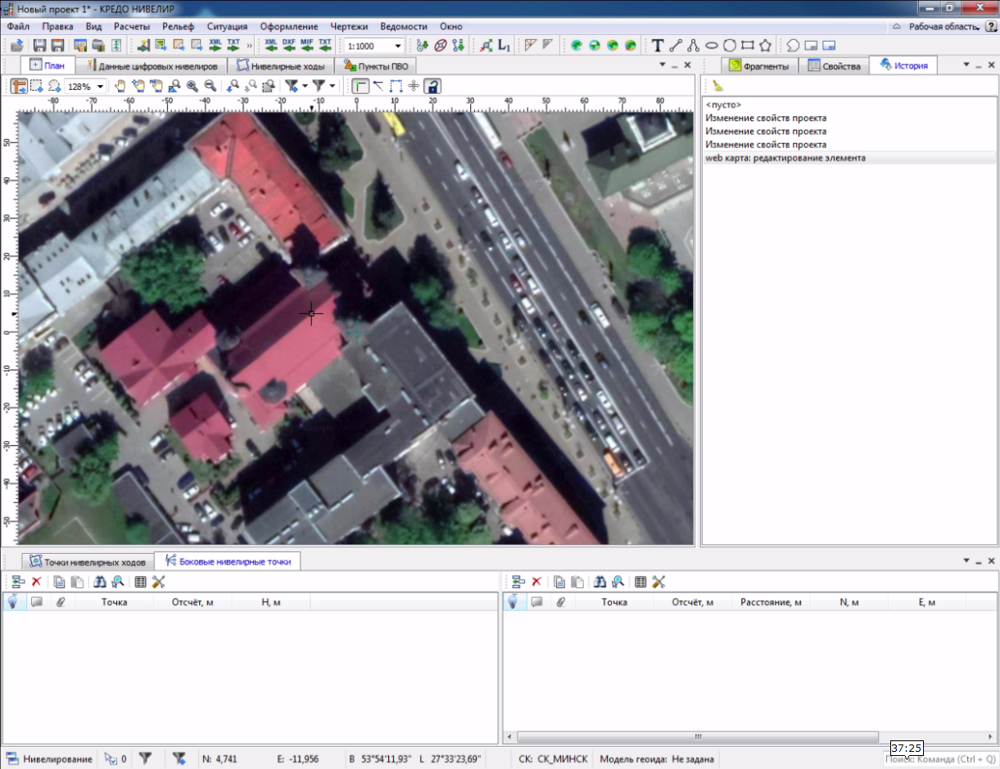 Новый проект 1* - КРЕДО НИВЕЛИР
Файл Правка Вид Расчеты Рельеф Ситуация Оформление Чертежи Ведомости Окно Рабочая область
XML TXT » XML DXF MIF TXT 1:1000 L1 T
План Данные цифровых нивелиров Нивелирные ходы Пункты ПВО Фрагменты Свойства История
128%
-80 -70 -60 -50 -40 -30 -20 -10 0 10 20 30 40 50 60 70 80
50
40
30
20
10
0
-10
-20
-30
-40
-50
<пусто>
Изменение свойств проекта
Изменение свойств проекта
Изменение свойств проекта
web карта: редактирование элемента
Точки нивелирных ходов Боковые нивелирные точки
Точка Отсчёт, м Н, м Точка Отсчёт, м Расстояние, м N, м E, м
37:25
Нивелирование 0 N: 4,741 E: -11,956 B 53°54'11,93" L 27°33'23,69" СК: СК_МИНСК Модель геоида: Не задана Поиск: Команда (Ctrl + Q)